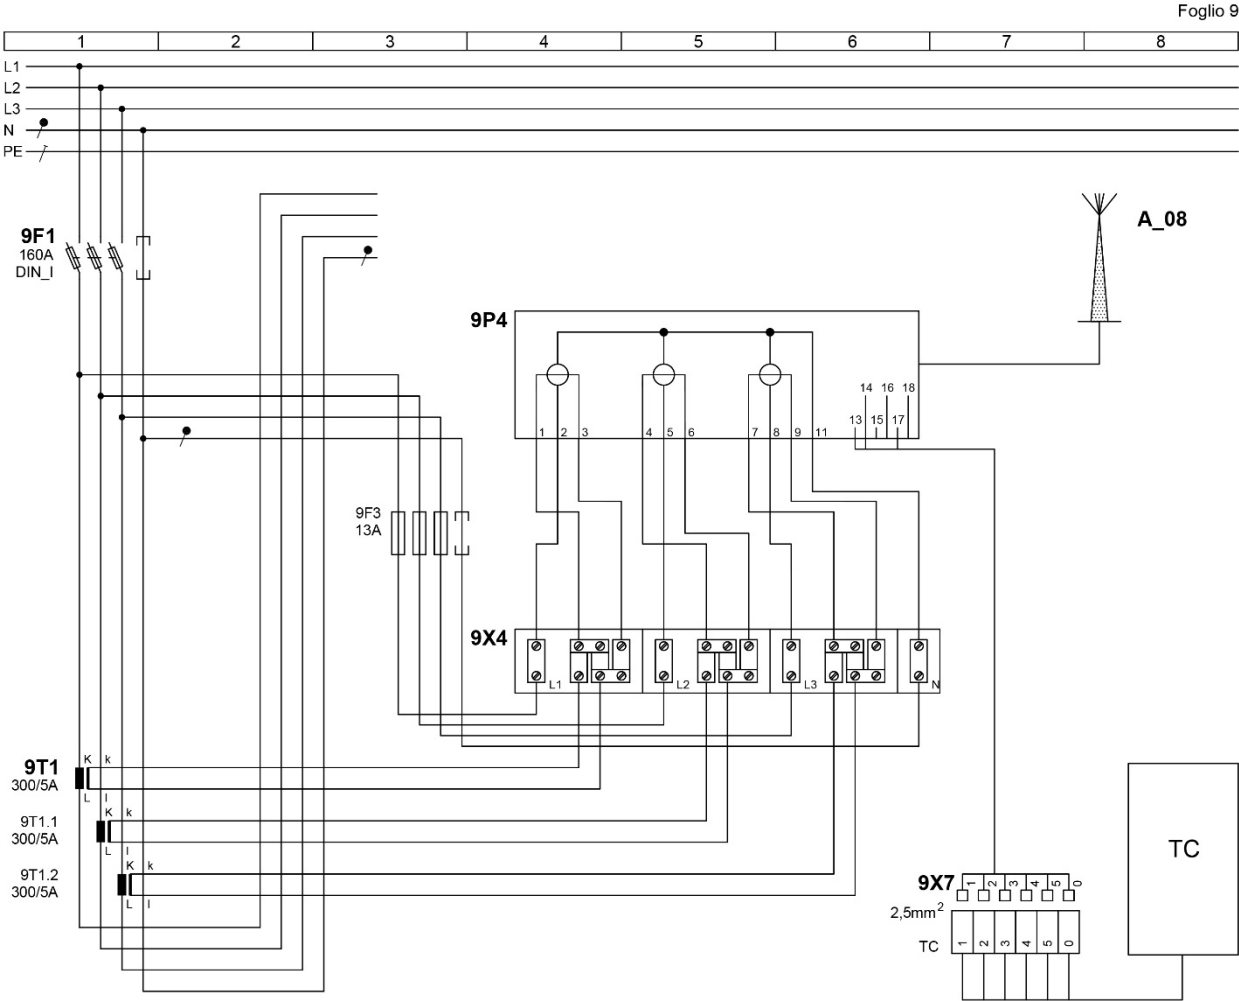 Foglio 9
1 2 3 4 5 6 7 8
L1
L2
L3
N
PE
9F1
160A
DIN_I
A_08
9P4
14 16 18
13 15 17
1 2 3 4 5 6 7 8 9 11
9F3
13A
9X4
L1 L2 L3 N
9T1
300/5A
K k
L l
9T1.1
300/5A
K k
L l
9T1.2
300/5A
K k
L l
TC
9X7
1 2 3 4 5 0
2,5mm²
TC
1 2 3 4 5 0